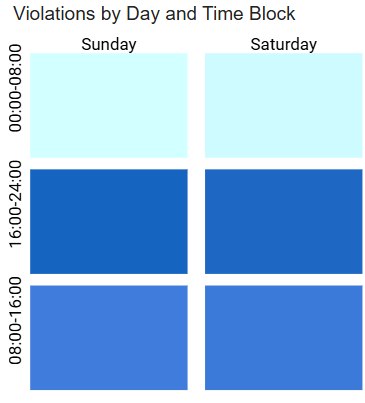 Violations by Day and Time Block
Sunday
Saturday
00:00-08:00
16:00-24:00
08:00-16:00